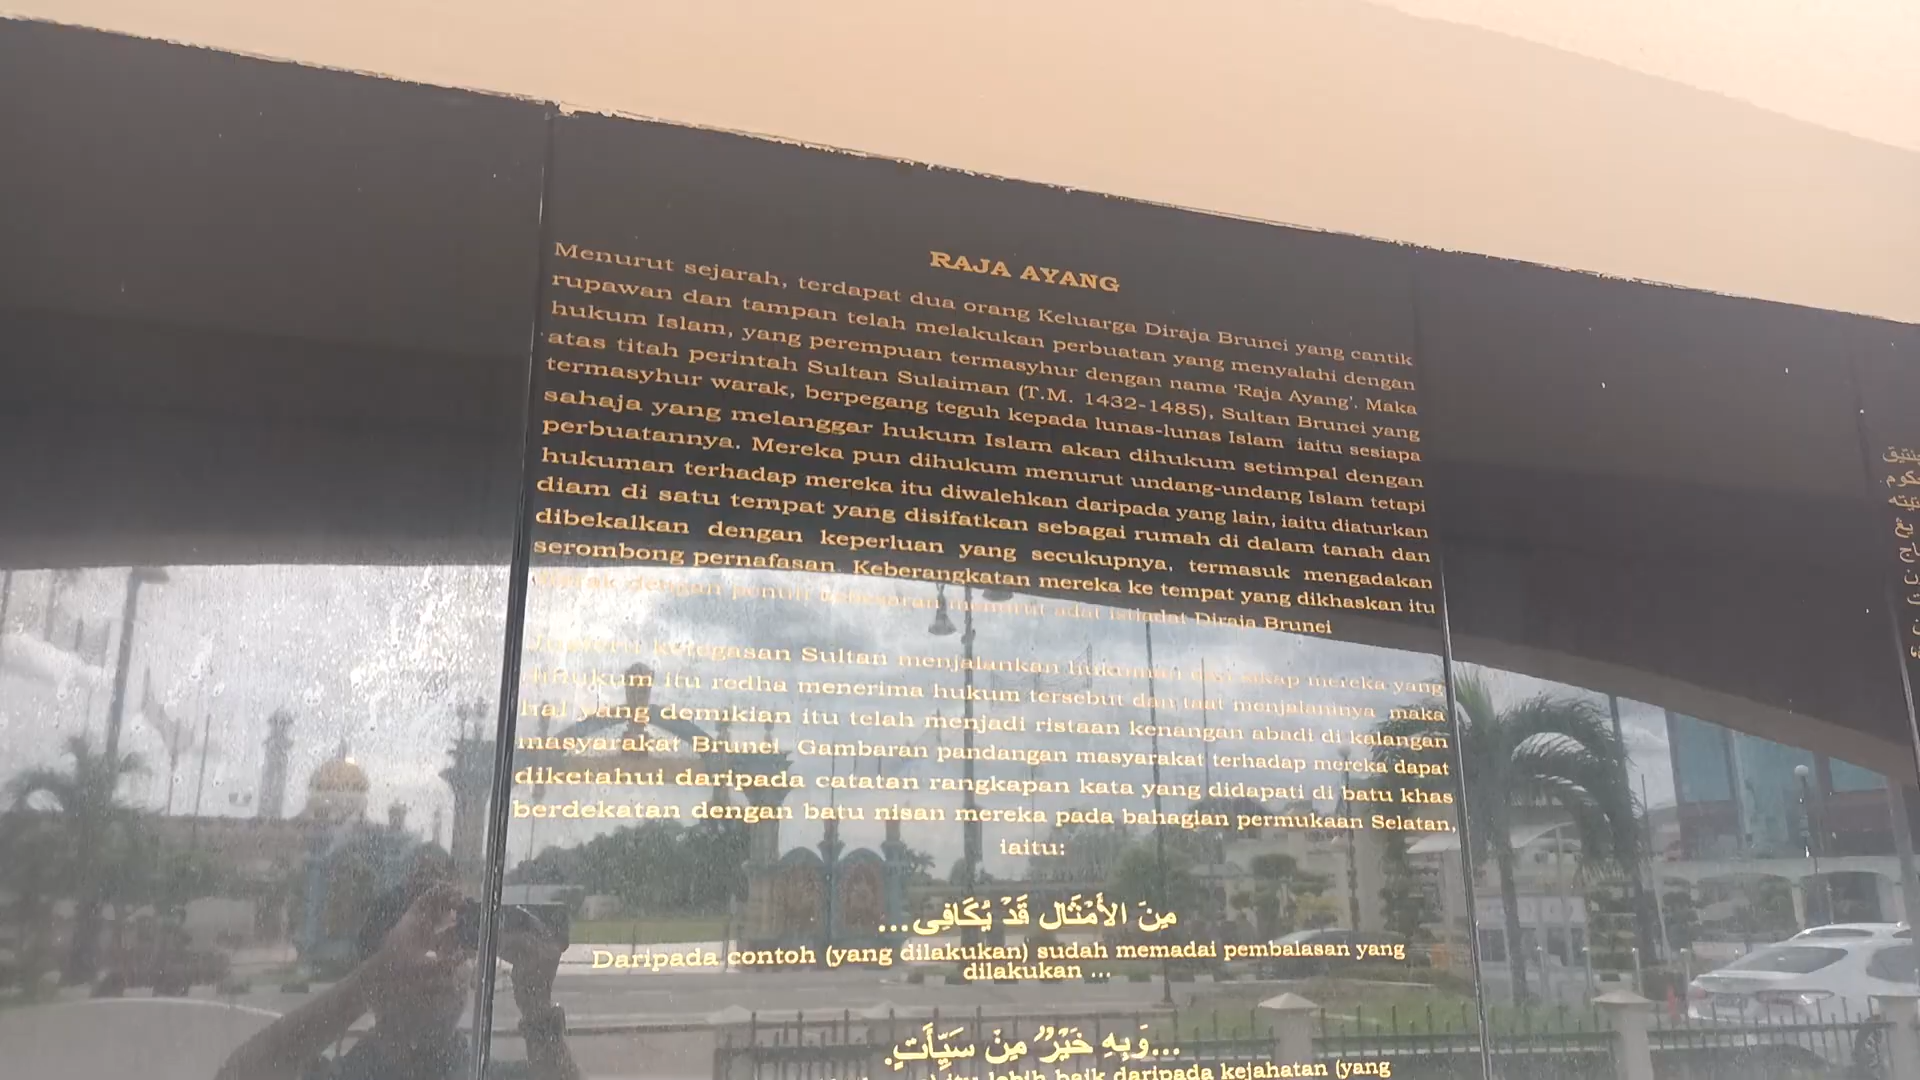 RAJA AYANG
Menurut sejarah, terdapat dua orang Keluarga Diraja Brunei yang cantik
rupawan dan tampan telah melakukan perbuatan yang menyalahi dengan
hukum Islam, yang perempuan termasyhur dengan nama ‘Raja Ayang’. Maka
atas titah perintah Sultan Sulaiman (T.M. 1432-1485), Sultan Brunei yang
termasyhur warak, berpegang teguh kepada lunas-lunas Islam iaitu sesiapa
sahaja yang melanggar hukum Islam akan dihukum setimpal dengan
perbuatannya. Mereka pun dihukum menurut undang-undang Islam tetapi
hukuman terhadap mereka itu diwalehkan daripada yang lain, iaitu diaturkan
diam di satu tempat yang disifatkan sebagai rumah di dalam tanah dan
dibekalkan dengan keperluan yang secukupnya, termasuk mengadakan
serombong pernafasan. Keberangkatan mereka ke tempat yang dikhaskan itu
dengan penuh kebesaran menurut adat istiadat Diraja Brunei
ketegasan Sultan menjalankan hukuman dan sikap mereka yang
dihukum itu redha menerima hukum tersebut dan taat menjalaninya maka
hal yang demikian itu telah menjadi ristaan kenangan abadi di kalangan
masyarakat Brunei. Gambaran pandangan masyarakat terhadap mereka dapat
diketahui daripada catatan rangkapan kata yang didapati di batu khas
berdekatan dengan batu nisan mereka pada bahagian permukaan Selatan,
iaitu:
مِنَ الأَمْثَال قَدْ يُكَافِى...
Daripada contoh (yang dilakukan) sudah memadai pembalasan yang
dilakukan ...
...وَبِهِ خَيْرٌ مِنَ سَيِّأَتٍ.
itu lebih baik daripada kejahatan (yang